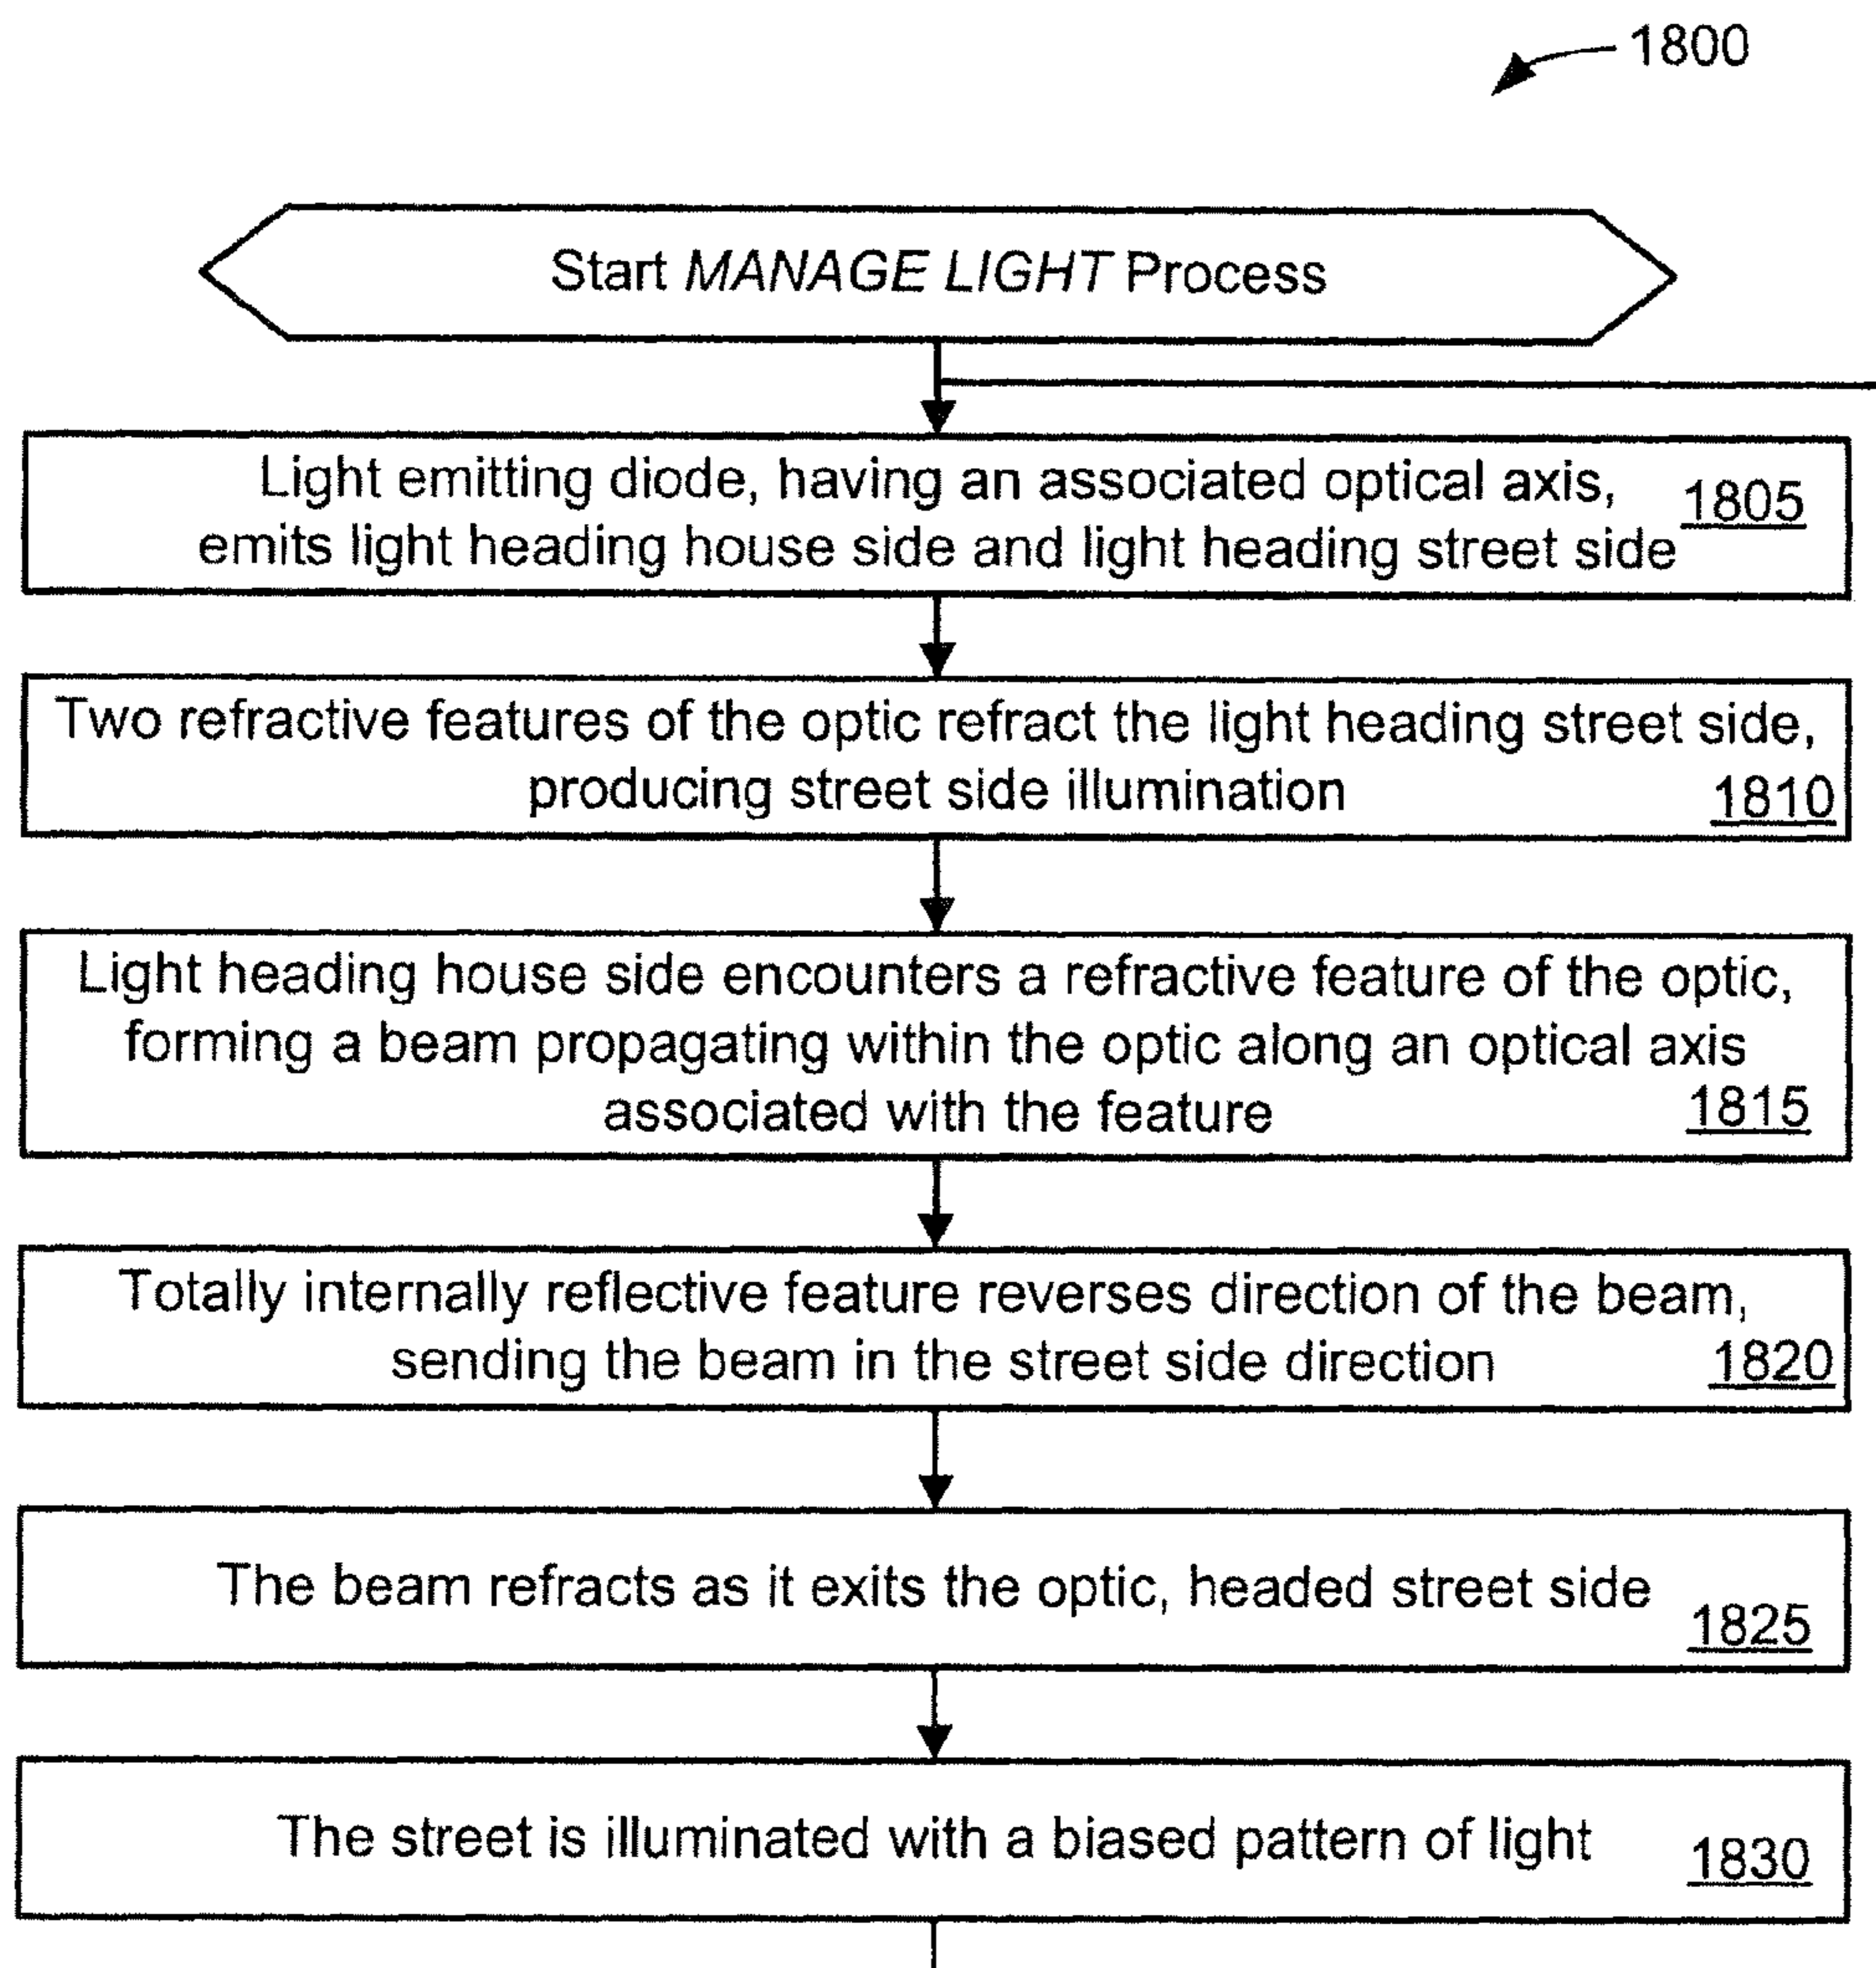 1800
Start MANAGE LIGHT Process
Light emitting diode, having an associated optical axis,
emits light heading house side and light heading street side
1805
Two refractive features of the optic refract the light heading street side,
producing street side illumination
1810
Light heading house side encounters a refractive feature of the optic,
forming a beam propagating within the optic along an optical axis
associated with the feature
1815
Totally internally reflective feature reverses direction of the beam,
sending the beam in the street side direction
1820
The beam refracts as it exits the optic, headed street side
1825
The street is illuminated with a biased pattern of light
1830